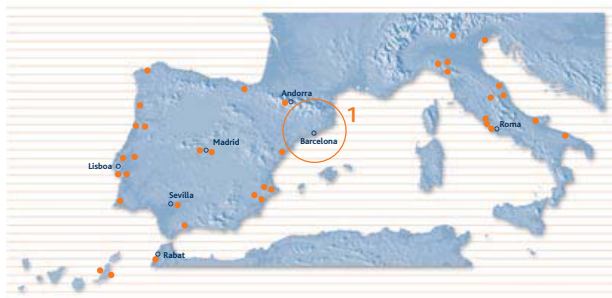 Andorra
1
Barcelona
Roma
Madrid
Lisboa
Sevilla
Rabat